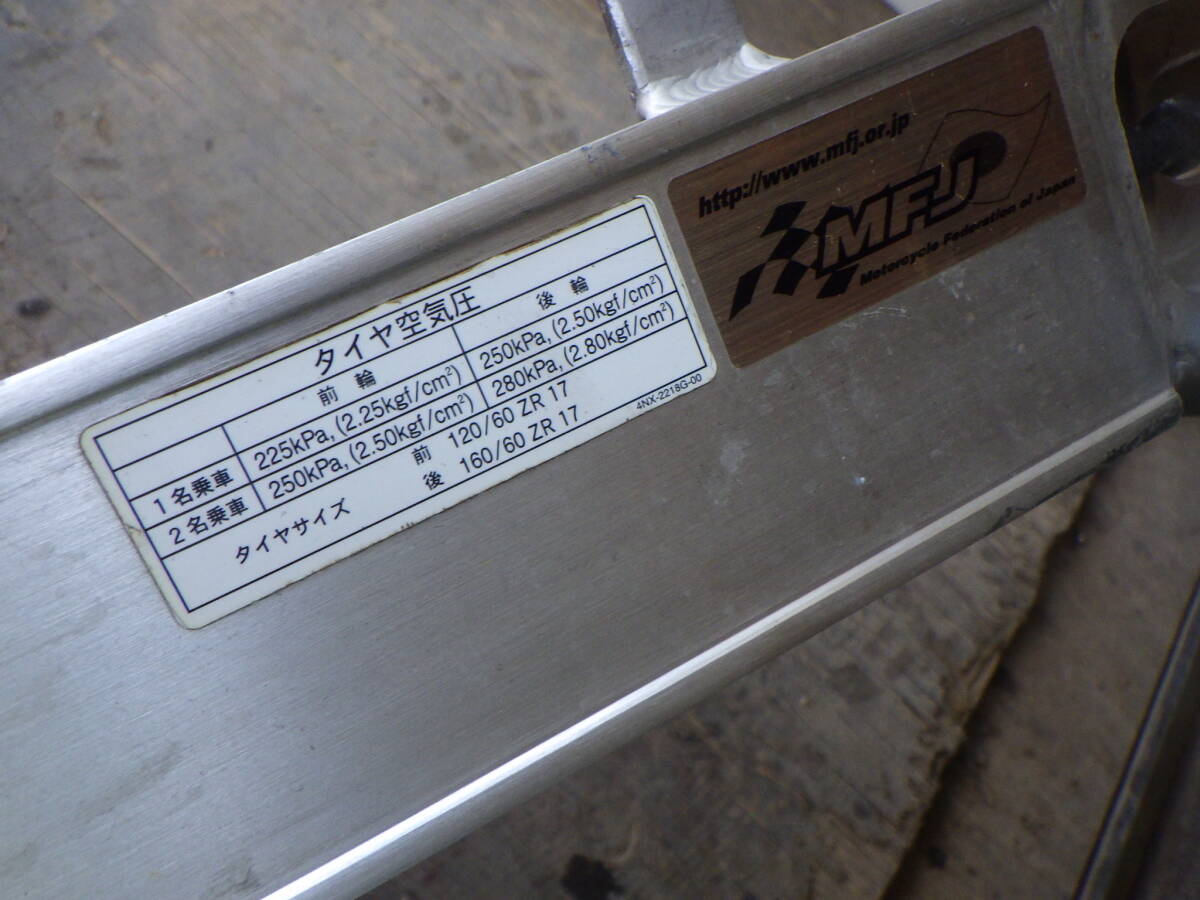 タイヤ空気圧
前輪 後輪
1名乗車 225kPa, (2.25kgf/cm²) 250kPa, (2.50kgf/cm²)
2名乗車 250kPa, (2.50kgf/cm²) 280kPa, (2.80kgf/cm²)
タイヤサイズ 前 120/60 ZR 17
後 160/60 ZR 17
4NX-2218G-00
http://www.mfj.or.jp
MFJ
Motorcycle Federation of Japan